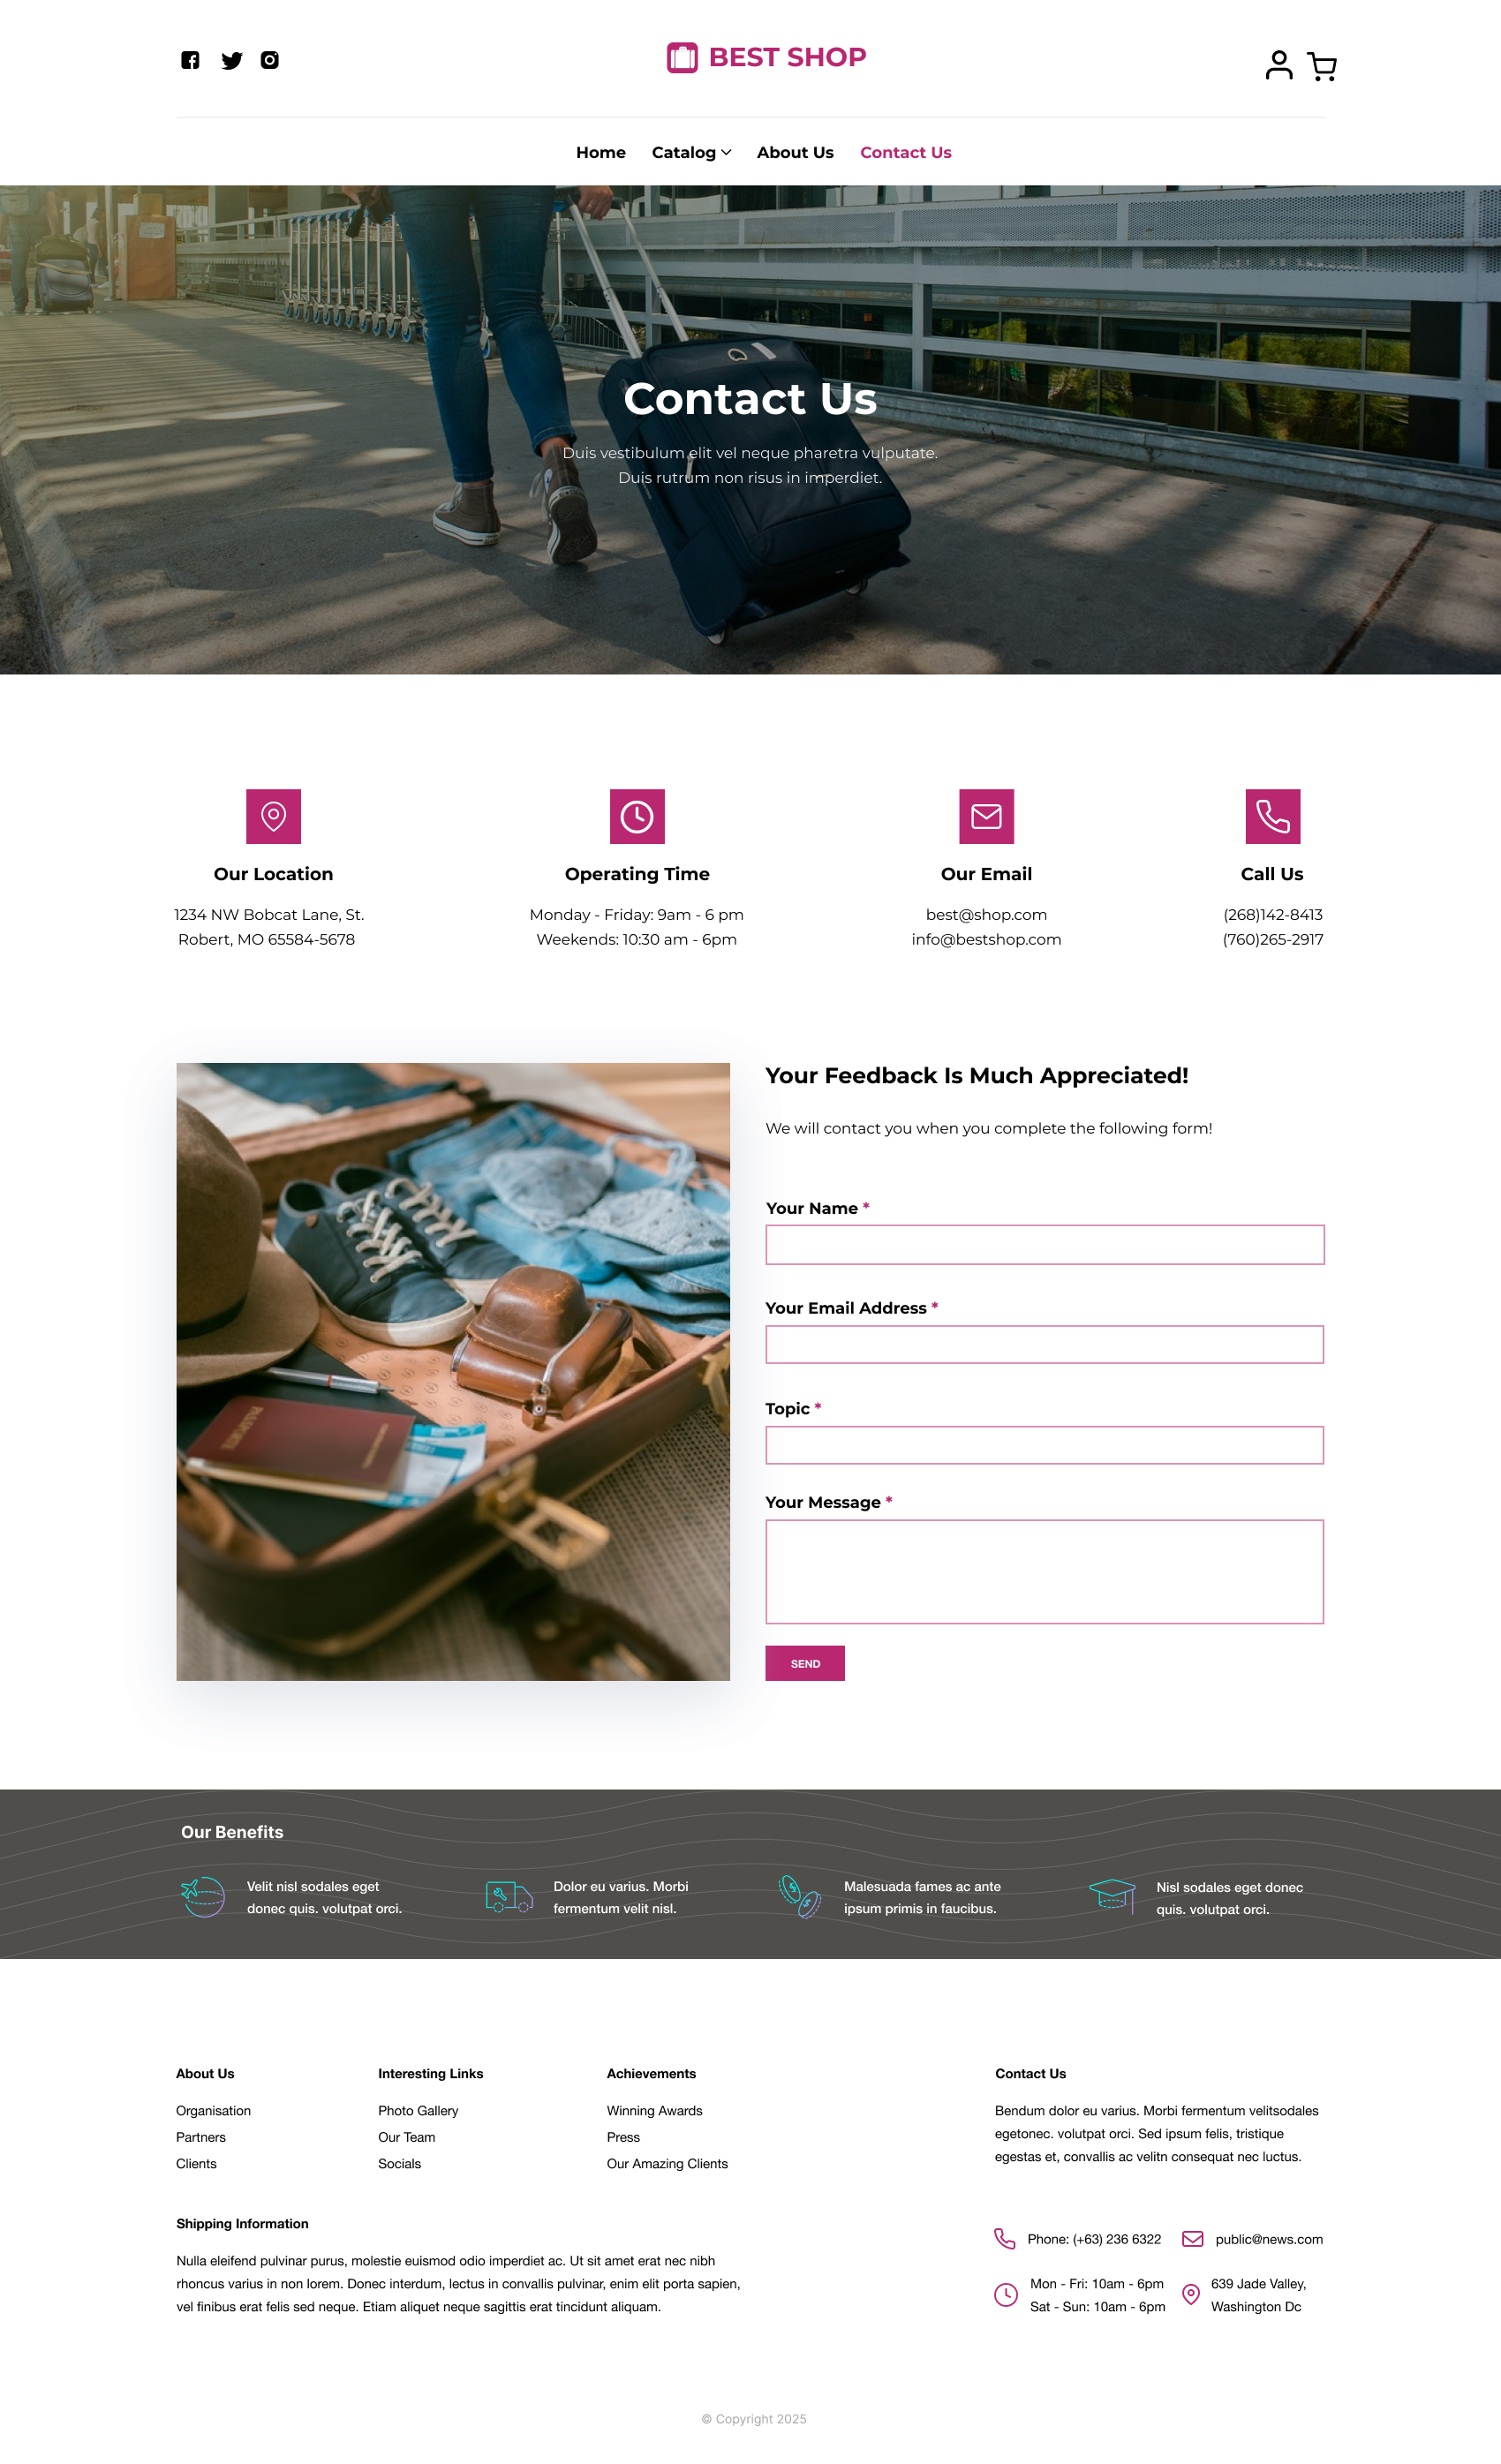 BEST SHOP
Home
Catalog
About Us
Contact Us
Contact Us
Duis vestibulum elit vel neque pharetra vulputate.
Duis rutrum non risus in imperdiet.
Our Location
1234 NW Bobcat Lane, St.
Robert, MO 65584-5678
Operating Time
Monday - Friday: 9am - 6 pm
Weekends: 10:30 am - 6pm
Our Email
best@shop.com
info@bestshop.com
Call Us
(268)142-8413
(760)265-2917
PASSPORTE
Your Feedback Is Much Appreciated!
We will contact you when you complete the following form!
Your Name *
Your Email Address *
Topic *
Your Message *
SEND
Our Benefits
Velit nisl sodales eget
donec quis. volutpat orci.
Dolor eu varius. Morbi
fermentum velit nisl.
Malesuada fames ac ante
ipsum primis in faucibus.
Nisl sodales eget donec
quis. volutpat orci.
About Us
Organisation
Partners
Clients
Interesting Links
Photo Gallery
Our Team
Socials
Achievements
Winning Awards
Press
Our Amazing Clients
Contact Us
Bendum dolor eu varius. Morbi fermentum velitsodales
egetonec. volutpat orci. Sed ipsum felis, tristique
egestas et, convallis ac velitn consequat nec luctus.
Shipping Information
Nulla eleifend pulvinar purus, molestie euismod odio imperdiet ac. Ut sit amet erat nec nibh
rhoncus varius in non lorem. Donec interdum, lectus in convallis pulvinar, enim elit porta sapien,
vel finibus erat felis sed neque. Etiam aliquet neque sagittis erat tincidunt aliquam.
Phone: (+63) 236 6322
public@news.com
Mon - Fri: 10am - 6pm
Sat - Sun: 10am - 6pm
639 Jade Valley,
Washington Dc
© Copyright 2025